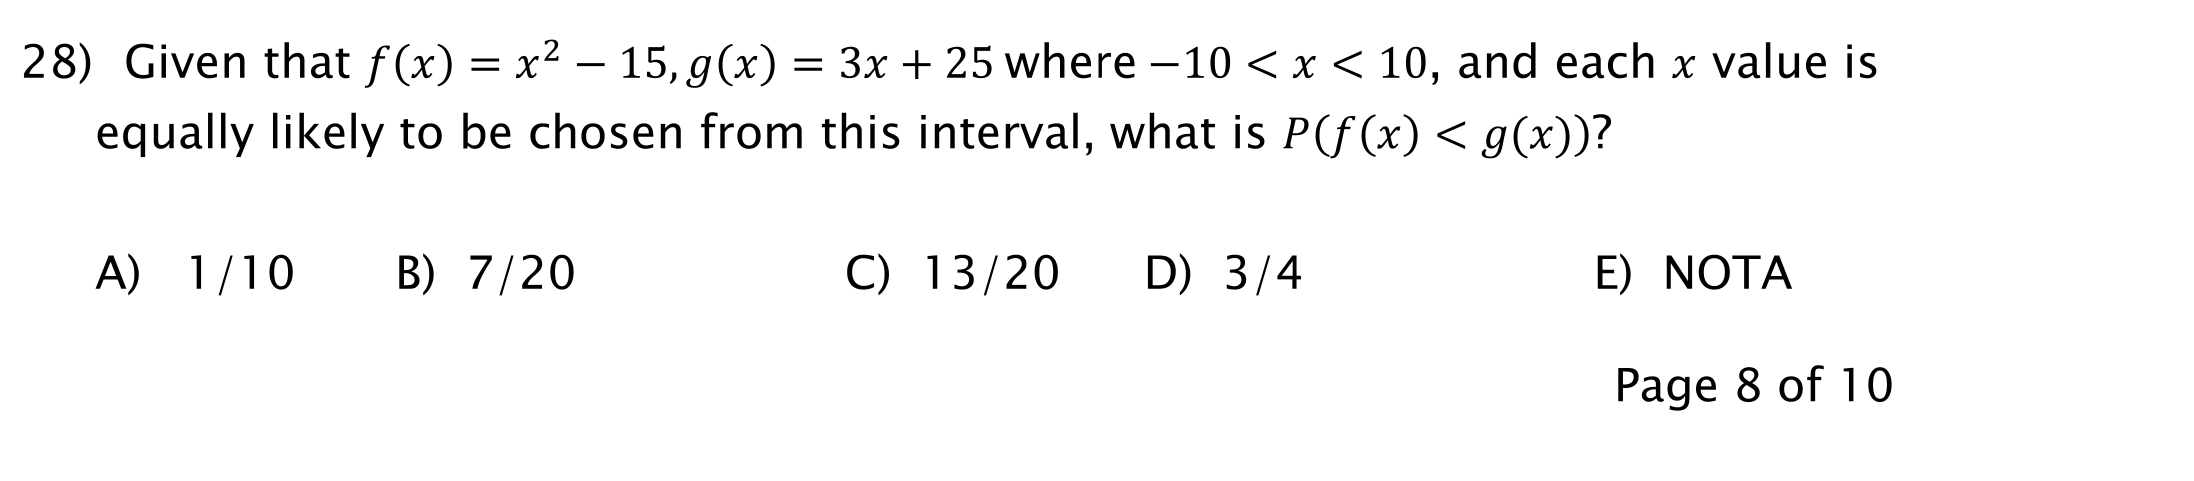 28) Given that f(x) = x² − 15, g(x) = 3x + 25 where −10 < x < 10, and each x value is
equally likely to be chosen from this interval, what is P(f(x) < g(x))?
A) 1/10 B) 7/20 C) 13/20 D) 3/4 E) NOTA
Page 8 of 10